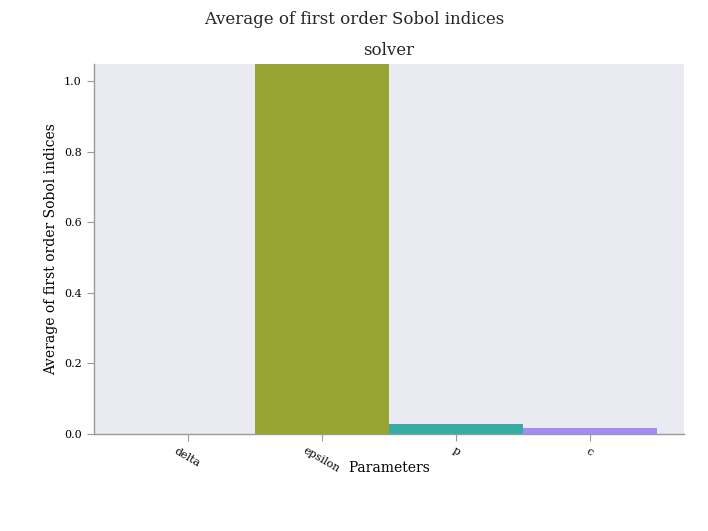 Average of first order Sobol indices
solver
Average of first order Sobol indices
1.0
0.8
0.6
0.4
0.2
0.0
delta
epsilon
p
c
Parameters